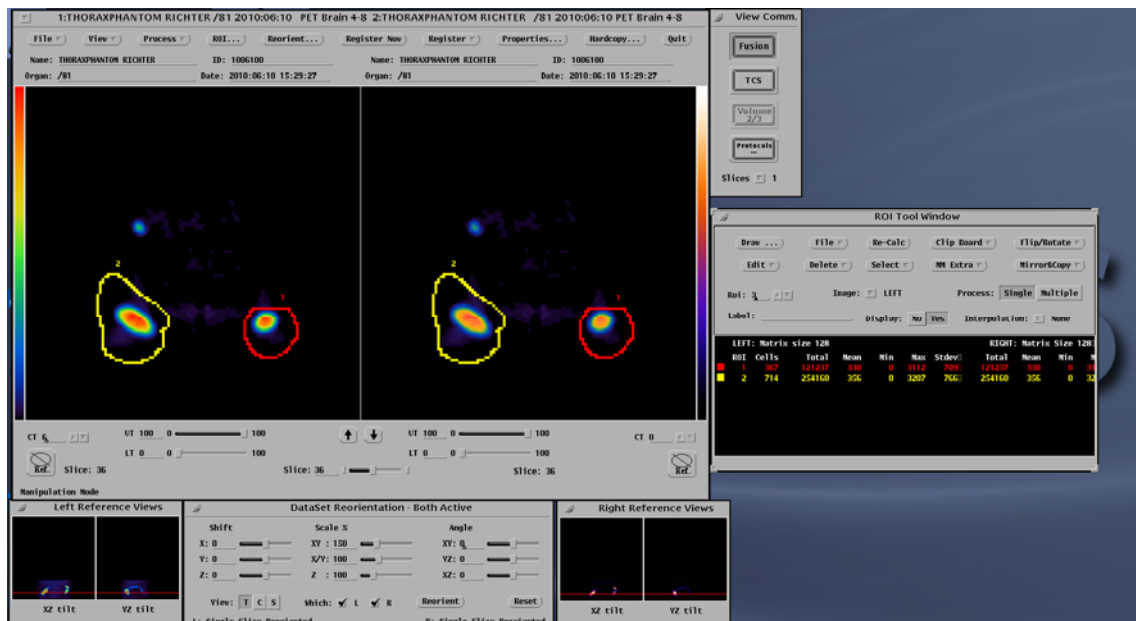 1:THORAXPHANTOM RICHTER /81 2010:06:10 PET Brain 4-8 2:THORAXPHANTOM RICHTER /81 2010:06:10 PET Brain 4-8
File View Process ROI... Reorient... Register Nov Register Properties... Hardcopy... Quit
Name: THORAXPHANTOM RICHTER ID: 1006100 Name: THORAXPHANTOM RICHTER ID: 1006100
Organ: /81 Date: 2010:06:10 15:29:27 Organ: /81 Date: 2010:06:10 15:29:27
2 1 2 1
CT 6 UT 100 0 100 UT 100 0 100 CT 0
LT 0 0 100 LT 0 0 100
Ref. Slice: 36 Slice: 36 Slice: 36 Ref.
Manipulation Mode
View Comm.
Fusion
TCS
Volume
2/3
Protocols
Slices 1
ROI Tool Window
Draw ... File Re-Calc Clip Board Flip/Rotate
Edit Delete Select NM Extra Mirror&Copy
Roi: Image: LEFT Process: Single Multiple
Label: Display: No Yes Interpolation: None
LEFT: Matrix size 128 RIGHT: Matrix Size 128
ROI Cells Total Mean Min Max Stdev Total Mean Min
1 367 121237 330 0 3112 709 121237 330 0
2 714 254160 356 0 3207 766 254160 356 0
Left Reference Views
XZ tilt YZ tilt
DataSet Reorientation - Both Active
Shift Scale % Angle
X: 0 XY : 150 XY: 0
Y: 0 X/Y: 100 YZ: 0
Z: 0 Z : 100 XZ: 0
View: T C S Which: L R Reorient Reset
Right Reference Views
XZ tilt YZ tilt